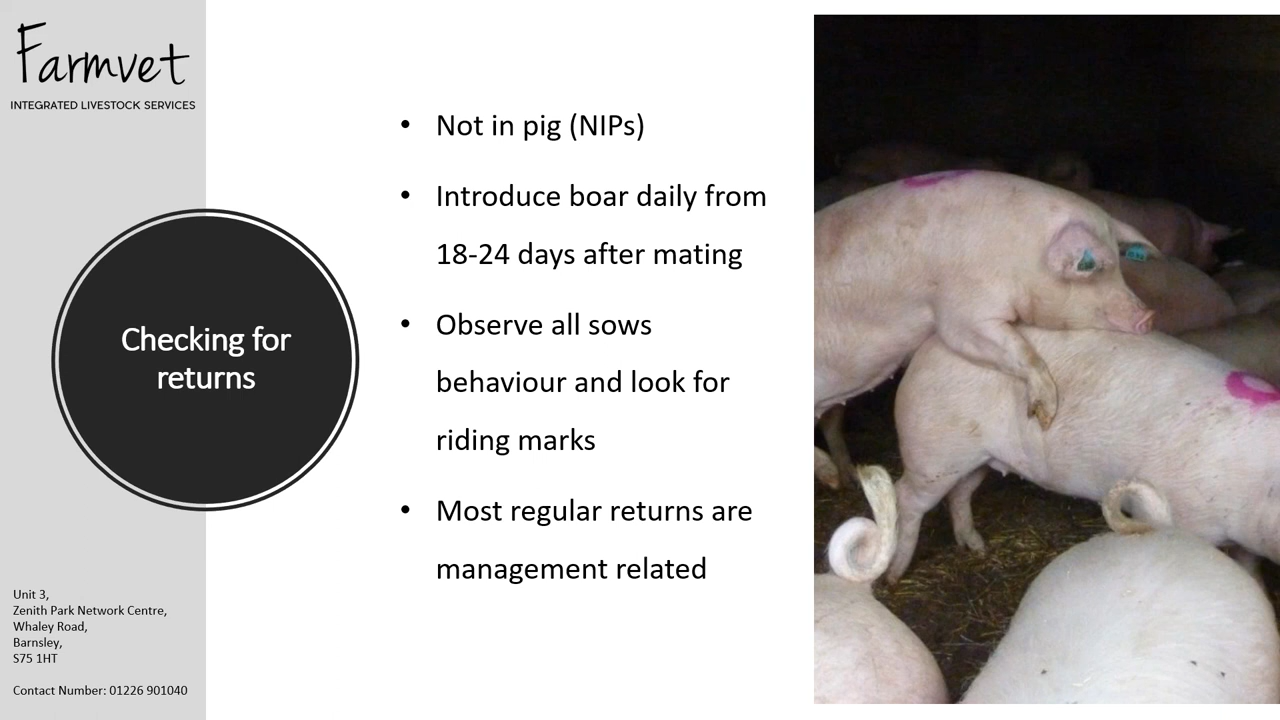 Farmvet
INTEGRATED LIVESTOCK SERVICES
Checking for
returns
• Not in pig (NIPs)
• Introduce boar daily from
18-24 days after mating
• Observe all sows
behaviour and look for
riding marks
• Most regular returns are
management related
Unit 3,
Zenith Park Network Centre,
Whaley Road,
Barnsley,
S75 1HT
Contact Number: 01226 901040